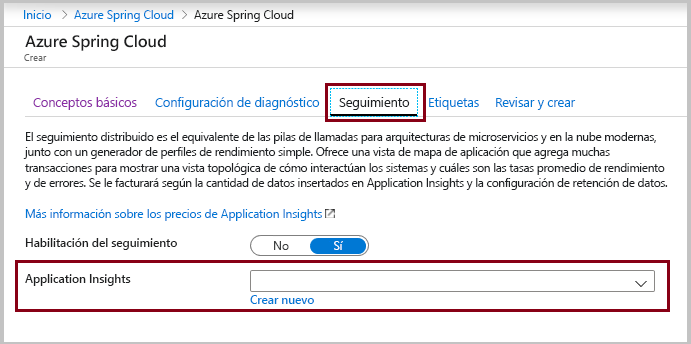 Inicio > Azure Spring Cloud > Azure Spring Cloud
Azure Spring Cloud
Crear
Conceptos básicos Configuración de diagnóstico Seguimiento Etiquetas Revisar y crear
El seguimiento distribuido es el equivalente de las pilas de llamadas para arquitecturas de microservicios y en la nube modernas,
junto con un generador de perfiles de rendimiento simple. Ofrece una vista de mapa de aplicación que agrega muchas
transacciones para mostrar una vista topológica de cómo interactúan los sistemas y cuáles son las tasas promedio de rendimiento
y de errores. Se le facturará según la cantidad de datos insertados en Application Insights y la configuración de retención de datos.
Más información sobre los precios de Application Insights
Habilitación del seguimiento No Sí
Application Insights
Crear nuevo